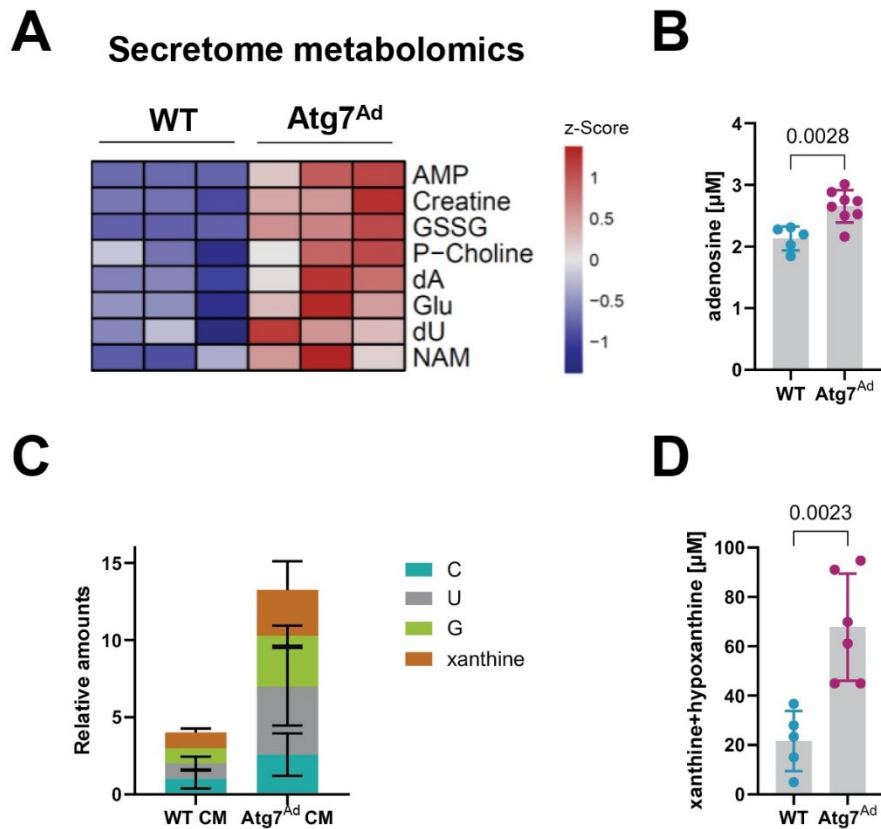 A
Secretome metabolomics
WT Atg7Ad
z-Score
1
0.5
0
−0.5
−1
AMP
Creatine
GSSG
P−Choline
dA
Glu
dU
NAM
B
0.0028
adenosine [µM]
4
3
2
1
0
WT Atg7Ad
C
Relative amounts
15
10
5
0
WT CM Atg7Ad CM
C
U
G
xanthine
D
0.0023
xanthine+hypoxanthine [µM]
100
80
60
40
20
0
WT Atg7Ad